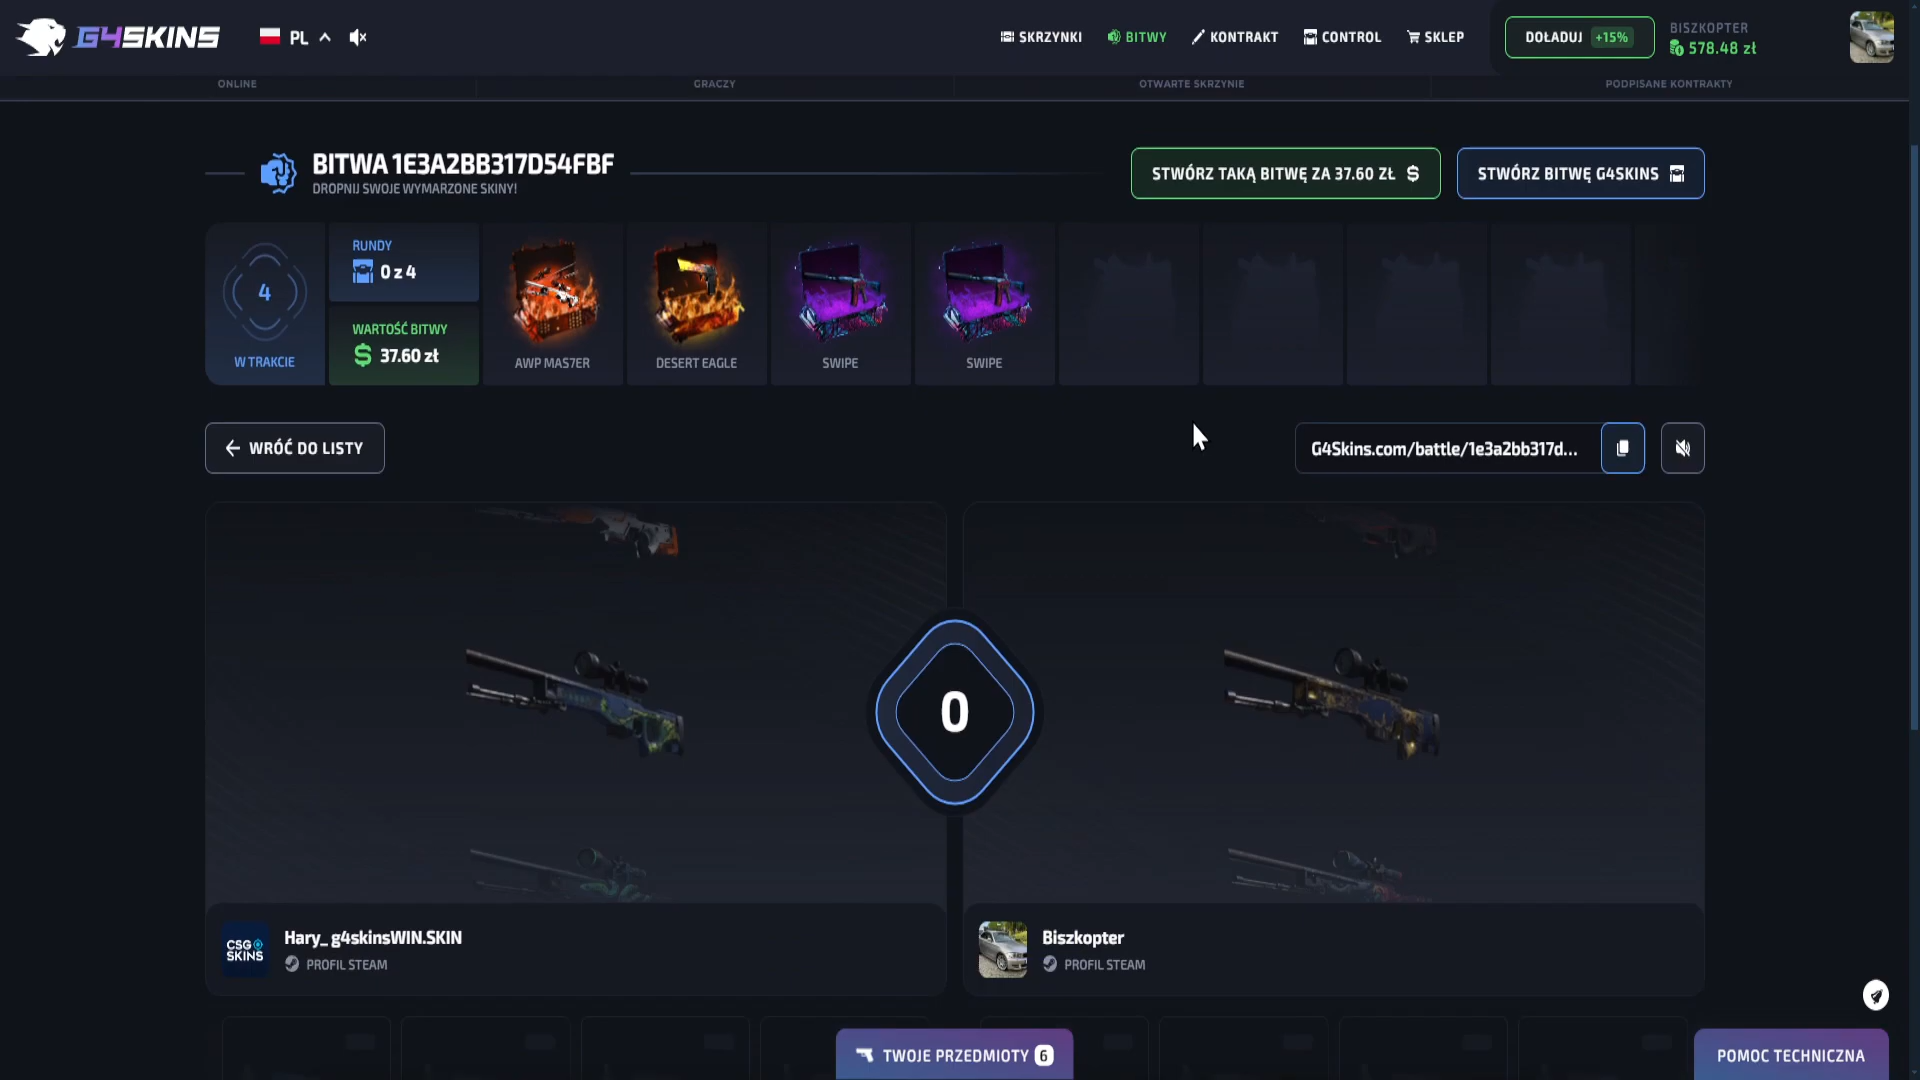 G4SKINS
PL
SKRZYNKI
BITWY
KONTRAKT
CONTROL
SKLEP
DOŁADUJ +15%
BISZKOPTER
578.48 zł
ONLINE
GRACZY
OTWARTE SKRZYNIE
PODPISANE KONTRAKTY
BITWA 1E3A2BB317D54FBF
DROPNIJ SWOJE WYMARZONE SKINY!
STWÓRZ TAKĄ BITWĘ ZA 37.60 ZŁ
STWÓRZ BITWĘ G4SKINS
4
W TRAKCIE
RUNDY
0 z 4
WARTOŚĆ BITWY
37.60 zł
AWP MAS7ER
DESERT EAGLE
SWIPE
SWIPE
WRÓĆ DO LISTY
G4Skins.com/battle/1e3a2bb317d...
0
CSG
SKINS
Hary_ g4skinsWIN.SKIN
PROFIL STEAM
Biszkopter
PROFIL STEAM
TWOJE PRZEDMIOTY 6
POMOC TECHNICZNA